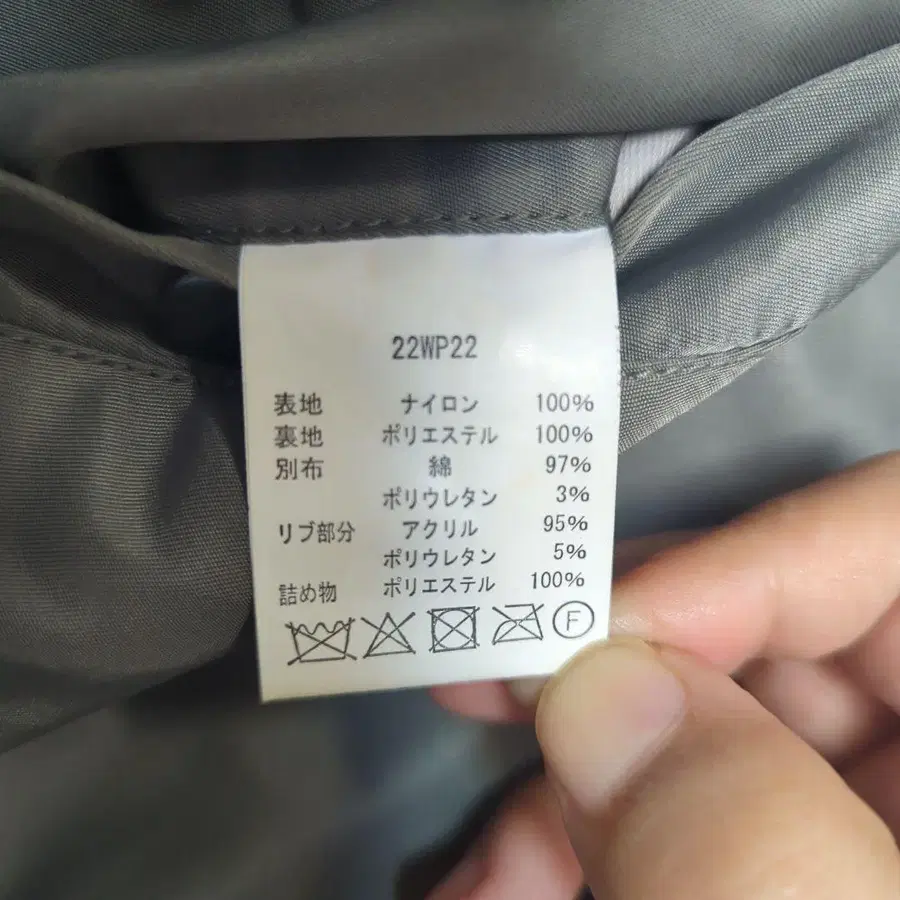 22WP22
表地 ナイロン 100%
裏地 ポリエステル 100%
別布 綿 97%
ポリウレタン 3%
リブ部分 アクリル 95%
ポリウレタン 5%
詰め物 ポリエステル 100%
F